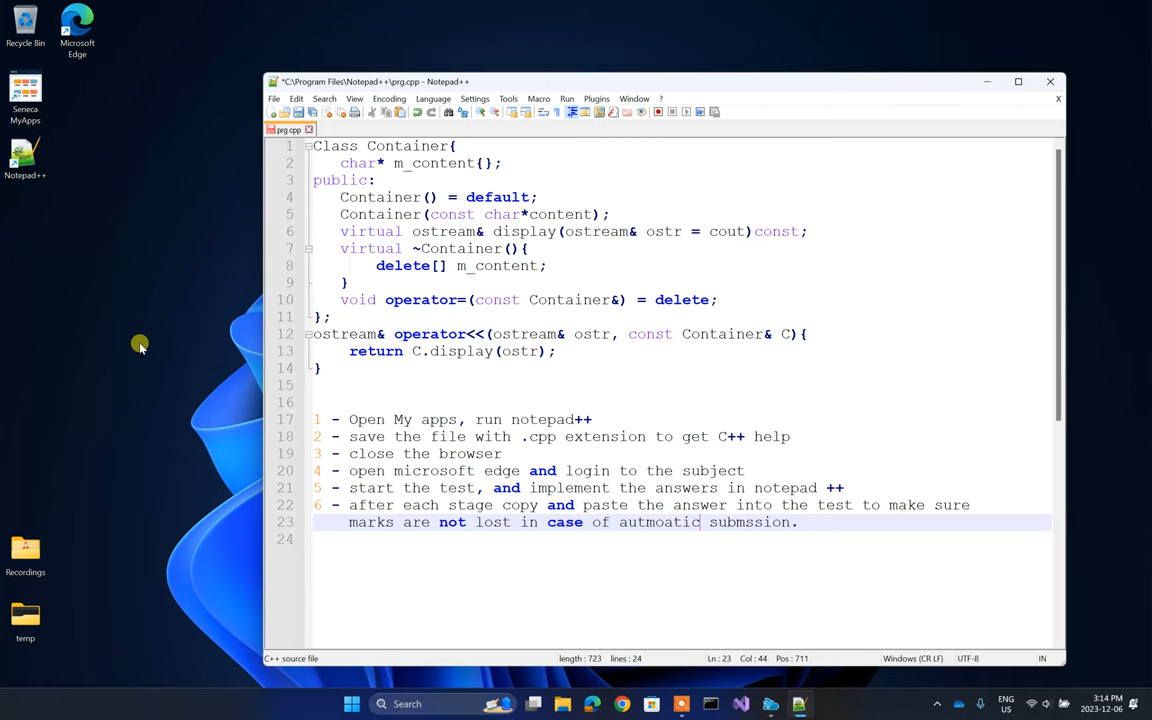 Recycle Bin
Microsoft
Edge
Seneca
MyApps
Notepad++
Recordings
temp
*C:\Program Files\Notepad++\prg.cpp - Notepad++
File Edit Search View Encoding Language Settings Tools Macro Run Plugins Window ? X
prg.cpp
1 Class Container{
2 char* m_content{};
3 public:
4 Container() = default;
5 Container(const char*content);
6 virtual ostream& display(ostream& ostr = cout)const;
7 virtual ~Container(){
8 delete[] m_content;
9 }
10 void operator=(const Container&) = delete;
11 };
12 ostream& operator<<(ostream& ostr, const Container& C){
13 return C.display(ostr);
14 }
15
16
17 1 - Open My apps, run notepad++
18 2 - save the file with .cpp extension to get C++ help
19 3 - close the browser
20 4 - open microsoft edge and login to the subject
21 5 - start the test, and implement the answers in notepad ++
22 6 - after each stage copy and paste the answer into the test to make sure
23 marks are not lost in case of autmoatic submssion.
24
C++ source file length : 723 lines : 24 Ln : 23 Col : 44 Pos : 711 Windows (CR LF) UTF-8 IN
Search
ENG
US
3:14 PM
2023-12-06